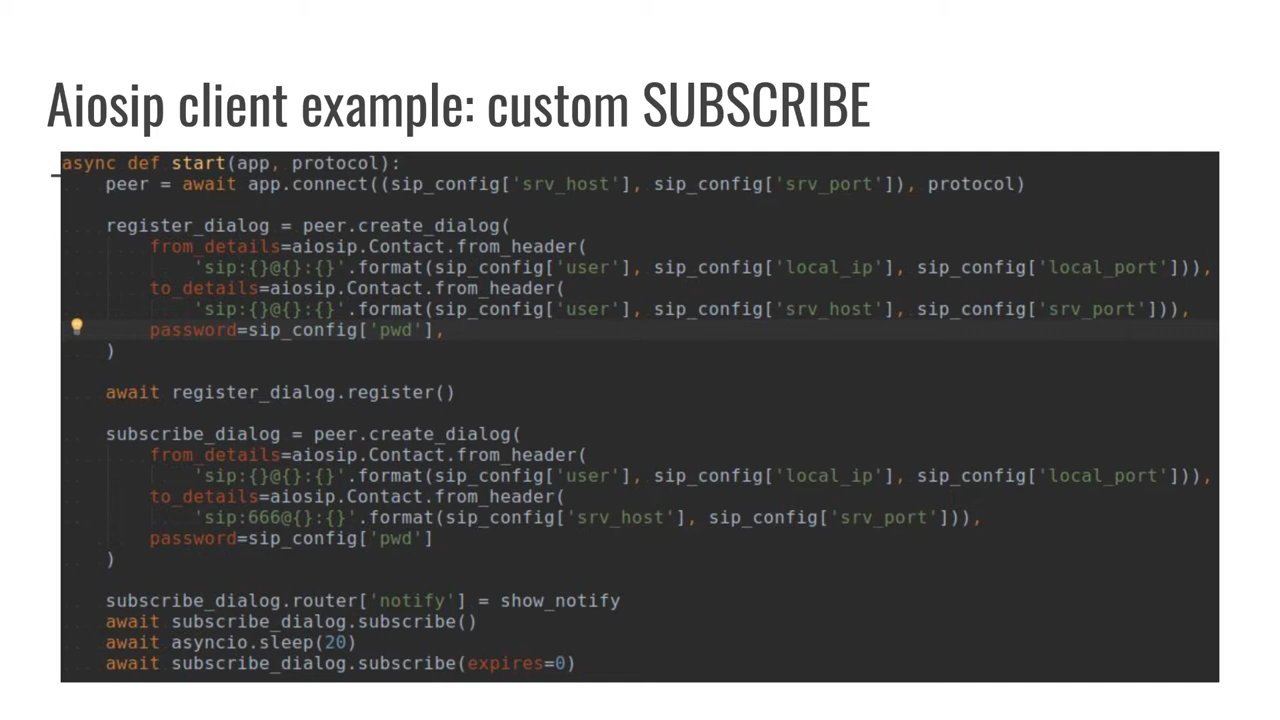 Aiosip client example: custom SUBSCRIBE
async def start(app, protocol):
    peer = await app.connect((sip_config['srv_host'], sip_config['srv_port']), protocol)
    register_dialog = peer.create_dialog(
        from_details=aiosip.Contact.from_header(
            'sip:{}@{}:{}'.format(sip_config['user'], sip_config['local_ip'], sip_config['local_port'])),
        to_details=aiosip.Contact.from_header(
            'sip:{}@{}:{}'.format(sip_config['user'], sip_config['srv_host'], sip_config['srv_port'])),
        password=sip_config['pwd'],
    )
    await register_dialog.register()
    subscribe_dialog = peer.create_dialog(
        from_details=aiosip.Contact.from_header(
            'sip:{}@{}:{}'.format(sip_config['user'], sip_config['local_ip'], sip_config['local_port'])),
        to_details=aiosip.Contact.from_header(
            'sip:666@{}:{}'.format(sip_config['srv_host'], sip_config['srv_port'])),
        password=sip_config['pwd']
    )
    subscribe_dialog.router['notify'] = show_notify
    await subscribe_dialog.subscribe()
    await asyncio.sleep(20)
    await subscribe_dialog.subscribe(expires=0)